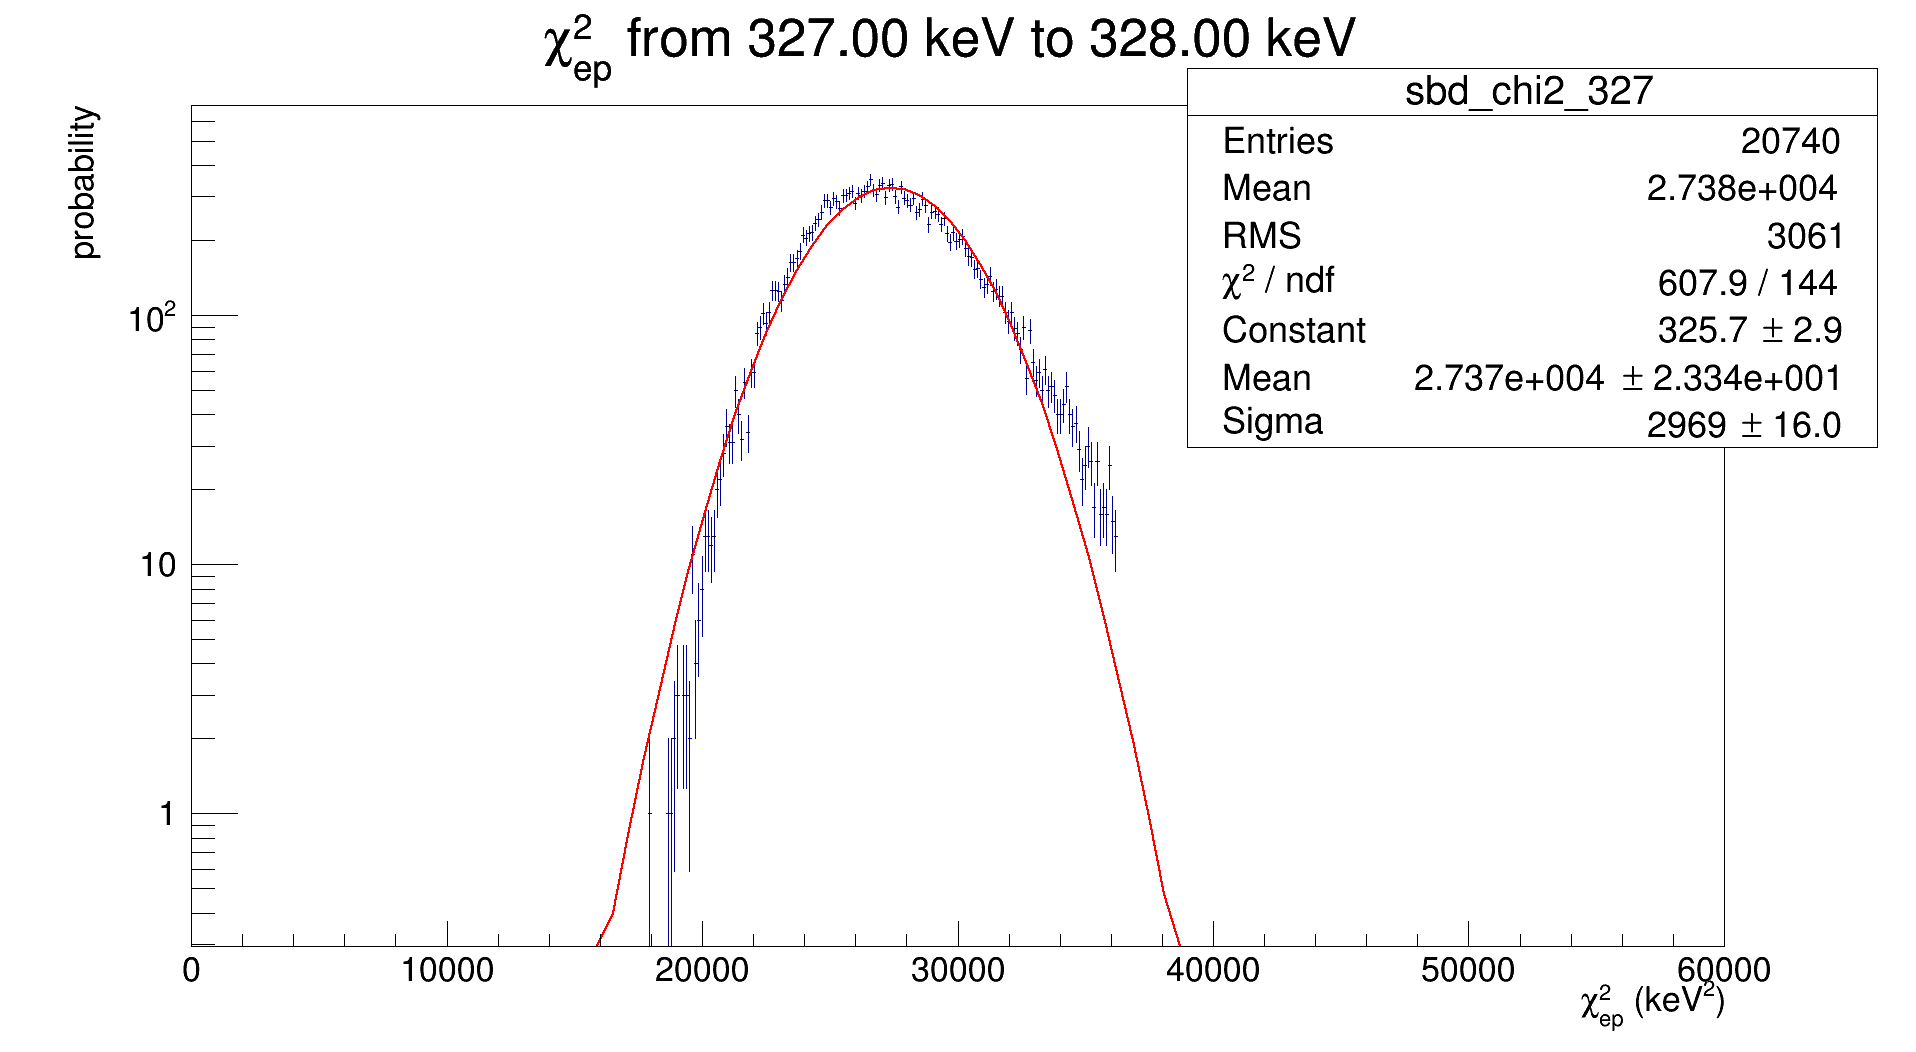 χ²ep from 327.00 keV to 328.00 keV
sbd_chi2_327
Entries 20740
Mean 2.738e+004
RMS 3061
χ² / ndf 607.9 / 144
Constant 325.7 ± 2.9
Mean 2.737e+004 ± 2.334e+001
Sigma 2969 ± 16.0
probability
10²
10
1
0 10000 20000 30000 40000 50000 60000
χ²ep (keV²)